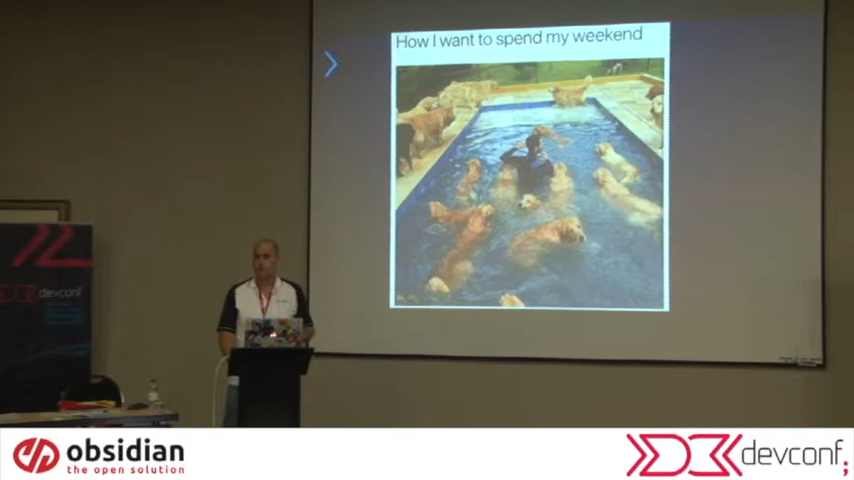 How I want to spend my weekend
devconf
obsidian
the open solution
devconf;